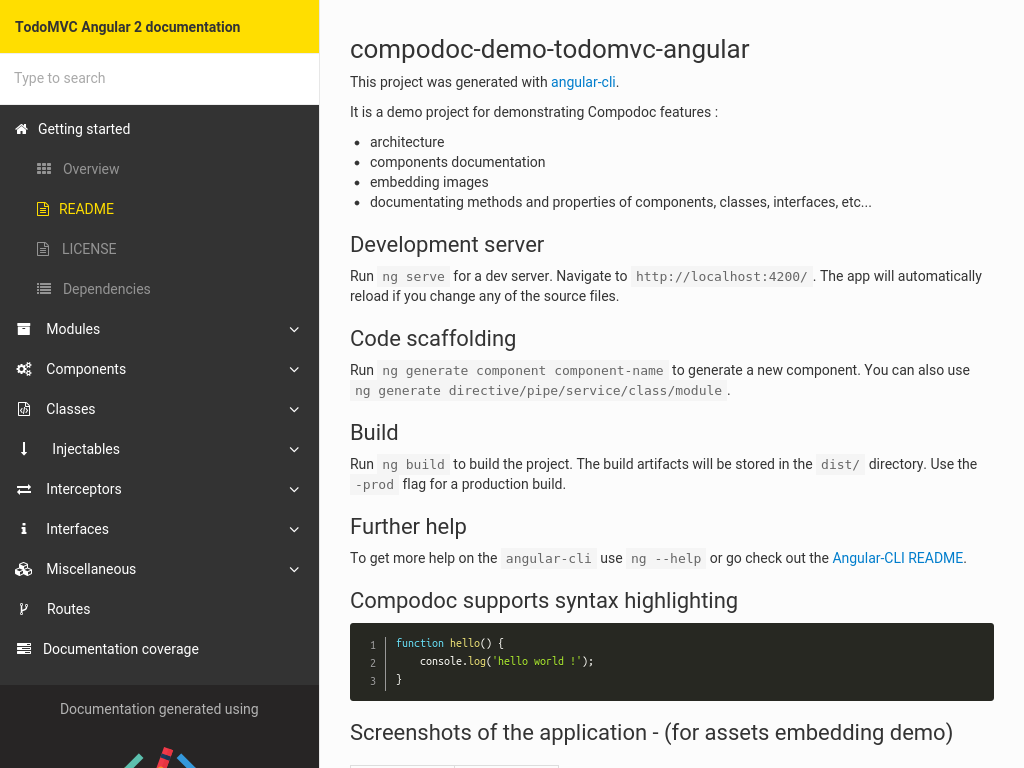 TodoMVC Angular 2 documentation
Type to search
Getting started
Overview
README
LICENSE
Dependencies
Modules
Components
Classes
Injectables
Interceptors
Interfaces
Miscellaneous
Routes
Documentation coverage
Documentation generated using
compodoc-demo-todomvc-angular
This project was generated with angular-cli.
It is a demo project for demonstrating Compodoc features :
• architecture
• components documentation
• embedding images
• documentating methods and properties of components, classes, interfaces, etc...
Development server
Run ng serve for a dev server. Navigate to http://localhost:4200/ . The app will automatically
reload if you change any of the source files.
Code scaffolding
Run ng generate component component-name to generate a new component. You can also use
ng generate directive/pipe/service/class/module .
Build
Run ng build to build the project. The build artifacts will be stored in the dist/ directory. Use the
-prod flag for a production build.
Further help
To get more help on the angular-cli use ng --help or go check out the Angular-CLI README.
Compodoc supports syntax highlighting
1 function hello() {
2     console.log('hello world !');
3 }
Screenshots of the application - (for assets embedding demo)